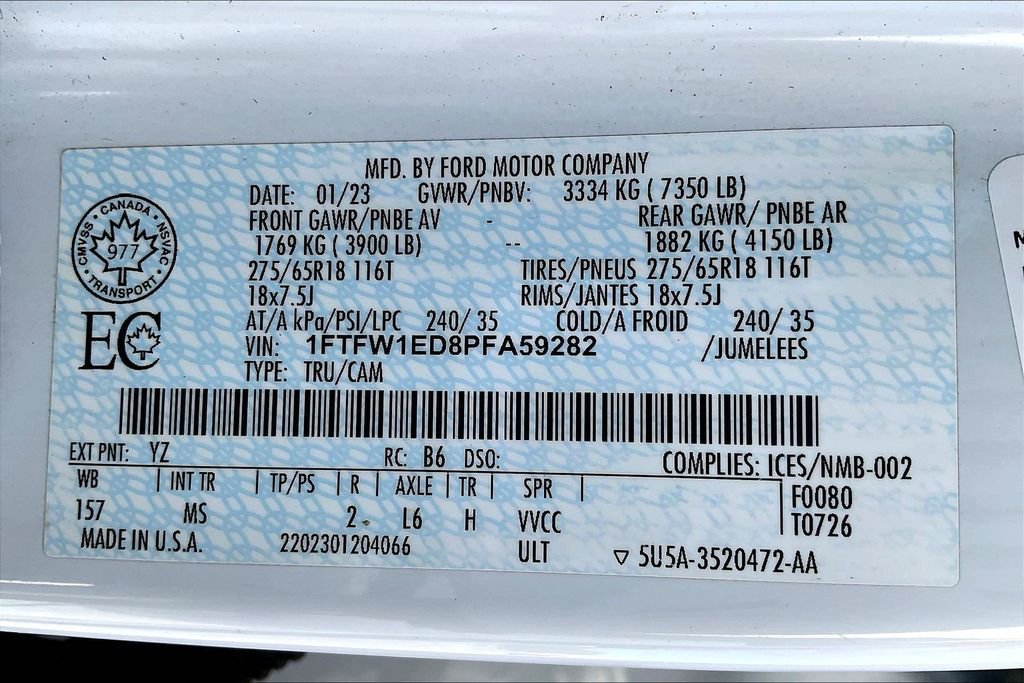 MFD. BY FORD MOTOR COMPANY
DATE: 01/23 GVWR/PNBV: 3334 KG ( 7350 LB)
FRONT GAWR/PNBE AV - REAR GAWR/ PNBE AR
1769 KG ( 3900 LB) -- 1882 KG ( 4150 LB)
275/65R18 116T TIRES/PNEUS 275/65R18 116T
18x7.5J RIMS/JANTES 18x7.5J
AT/A kPa/PSI/LPC 240/ 35 COLD/A FROID 240/ 35
VIN: 1FTFW1ED8PFA59282 /JUMELEES
TYPE: TRU/CAM
CANADA
CMVSS 977 NSVAC
TRANSPORT
EC
EXT PNT: YZ RC: B6 DSO: COMPLIES: ICES/NMB-002
WB | INT TR | TP/PS | R | AXLE | TR | SPR | F0080
157 MS 2 L6 H VVCC T0726
MADE IN U.S.A. 2202301204066 ULT ▽ 5U5A-3520472-AA